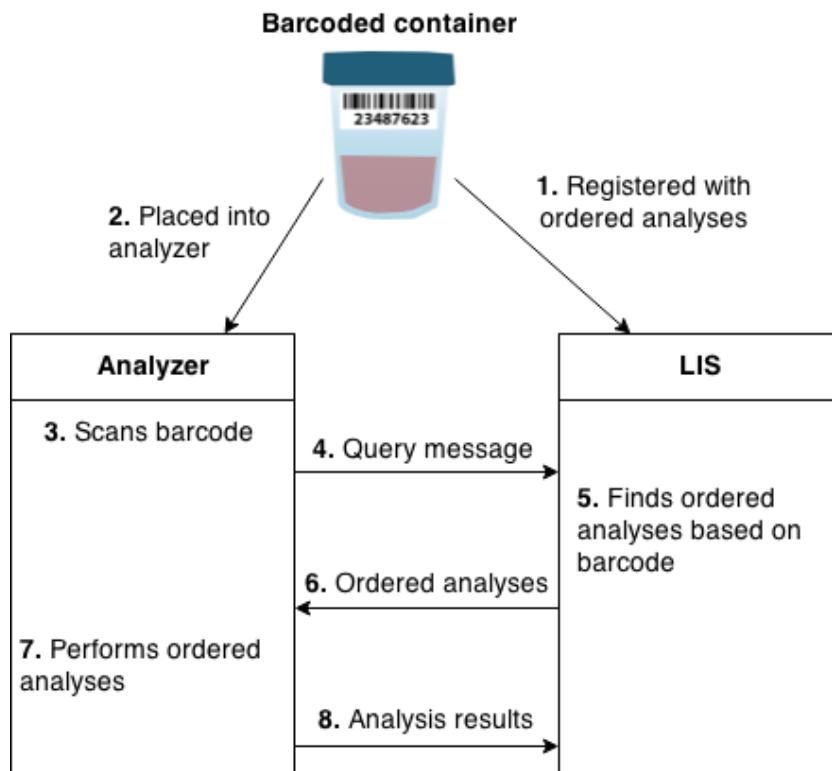 Barcoded container
23487623
1. Registered with
ordered analyses
2. Placed into
analyzer
Analyzer
LIS
3. Scans barcode
4. Query message
5. Finds ordered
analyses based on
barcode
6. Ordered analyses
7. Performs ordered
analyses
8. Analysis results